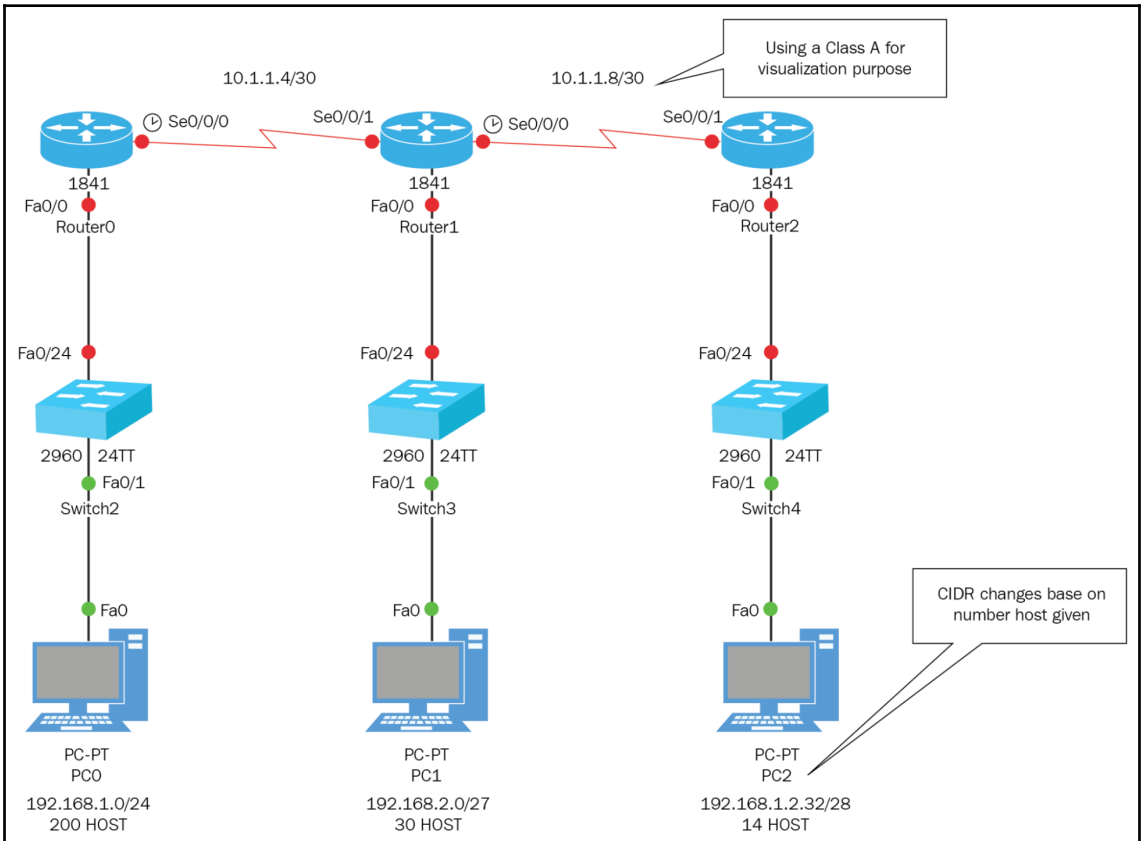 Using a Class A for
visualization purpose
10.1.1.4/30
10.1.1.8/30
Se0/0/0
Se0/0/1
Se0/0/0
Se0/0/1
1841
1841
1841
Fa0/0
Fa0/0
Fa0/0
Router0
Router1
Router2
Fa0/24
Fa0/24
Fa0/24
2960 24TT
2960 24TT
2960 24TT
Fa0/1
Fa0/1
Fa0/1
Switch2
Switch3
Switch4
CIDR changes base on
number host given
Fa0
Fa0
Fa0
PC-PT
PC0
192.168.1.0/24
200 HOST
PC-PT
PC1
192.168.2.0/27
30 HOST
PC-PT
PC2
192.168.1.2.32/28
14 HOST